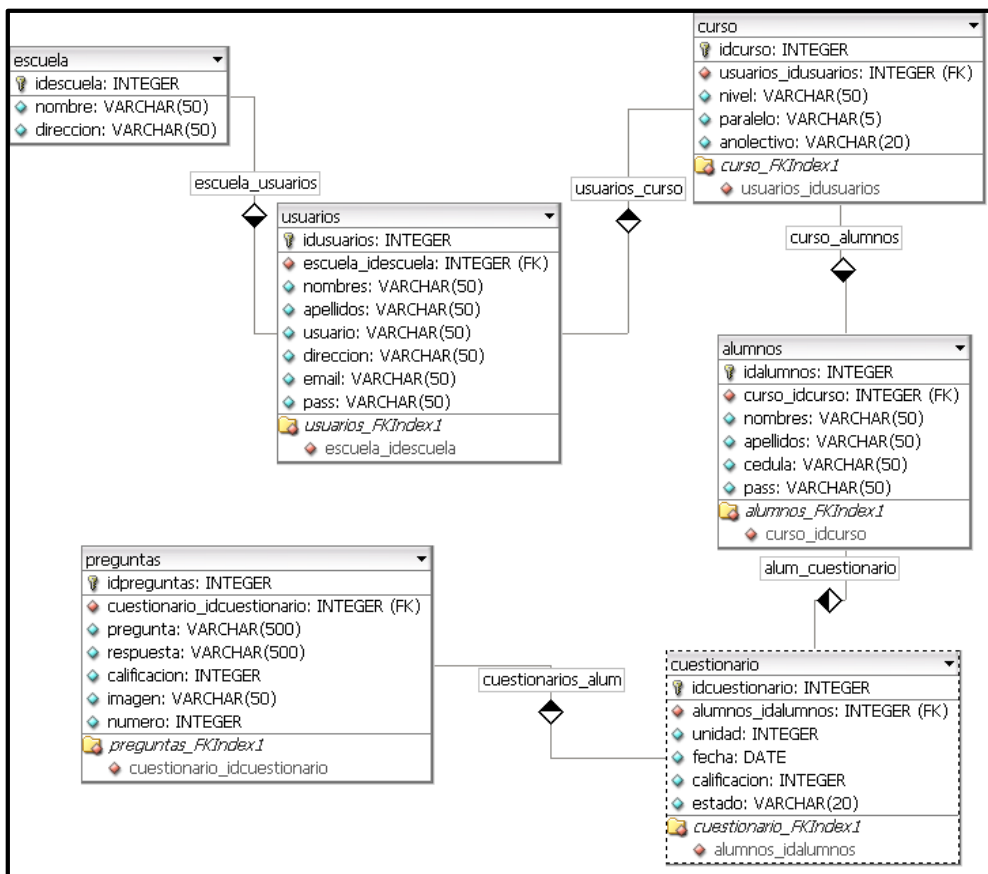 escuela
idescuela: INTEGER
nombre: VARCHAR(50)
direccion: VARCHAR(50)
escuela_usuarios
usuarios
idusuarios: INTEGER
escuela_idescuela: INTEGER (FK)
nombres: VARCHAR(50)
apellidos: VARCHAR(50)
usuario: VARCHAR(50)
direccion: VARCHAR(50)
email: VARCHAR(50)
pass: VARCHAR(50)
usuarios_FKIndex1
escuela_idescuela
usuarios_curso
curso
idcurso: INTEGER
usuarios_idusuarios: INTEGER (FK)
nivel: VARCHAR(50)
paralelo: VARCHAR(5)
anolectivo: VARCHAR(20)
curso_FKIndex1
usuarios_idusuarios
curso_alumnos
alumnos
idalumnos: INTEGER
curso_idcurso: INTEGER (FK)
nombres: VARCHAR(50)
apellidos: VARCHAR(50)
cedula: VARCHAR(50)
pass: VARCHAR(50)
alumnos_FKIndex1
curso_idcurso
alum_cuestionario
preguntas
idpreguntas: INTEGER
cuestionario_idcuestionario: INTEGER (FK)
pregunta: VARCHAR(500)
respuesta: VARCHAR(500)
calificacion: INTEGER
imagen: VARCHAR(50)
numero: INTEGER
preguntas_FKIndex1
cuestionario_idcuestionario
cuestionarios_alum
cuestionario
idcuestionario: INTEGER
alumnos_idalumnos: INTEGER (FK)
unidad: INTEGER
fecha: DATE
calificacion: INTEGER
estado: VARCHAR(20)
cuestionario_FKIndex1
alumnos_idalumnos